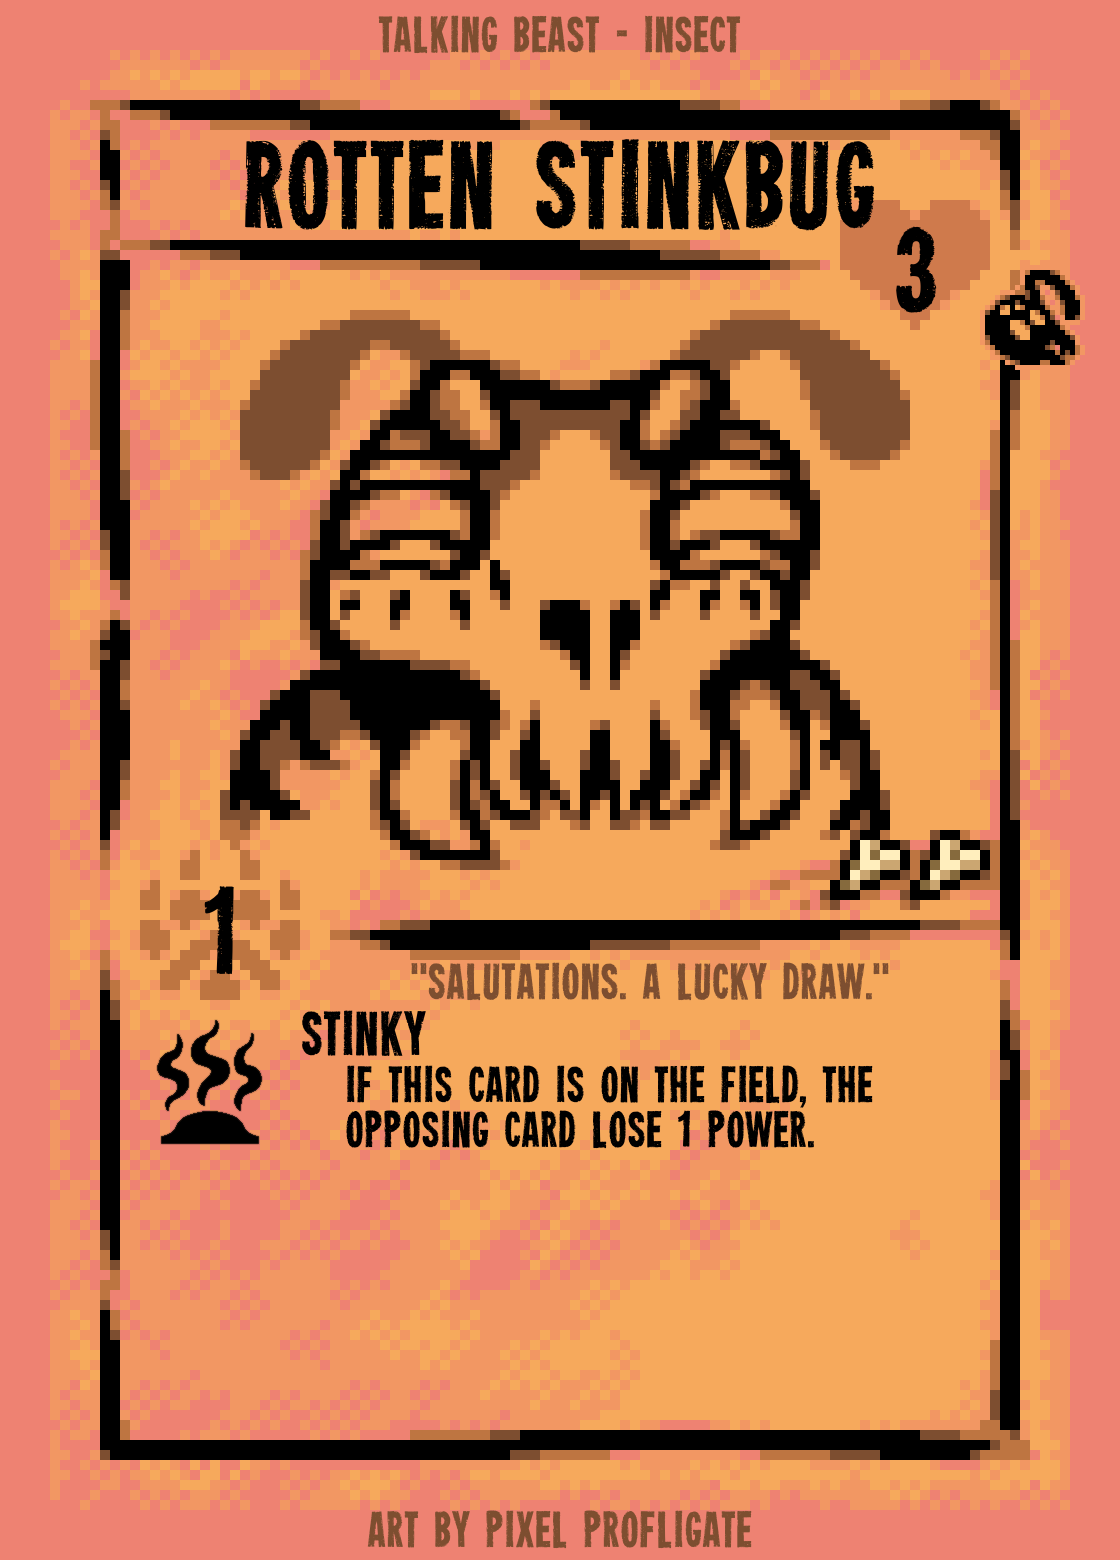 TALKING BEAST - INSECT
ROTTEN STINKBUG
3
1
"SALUTATIONS. A LUCKY DRAW."
STINKY
IF THIS CARD IS ON THE FIELD, THE
OPPOSING CARD LOSE 1 POWER.
ART BY PIXEL PROFLIGATE